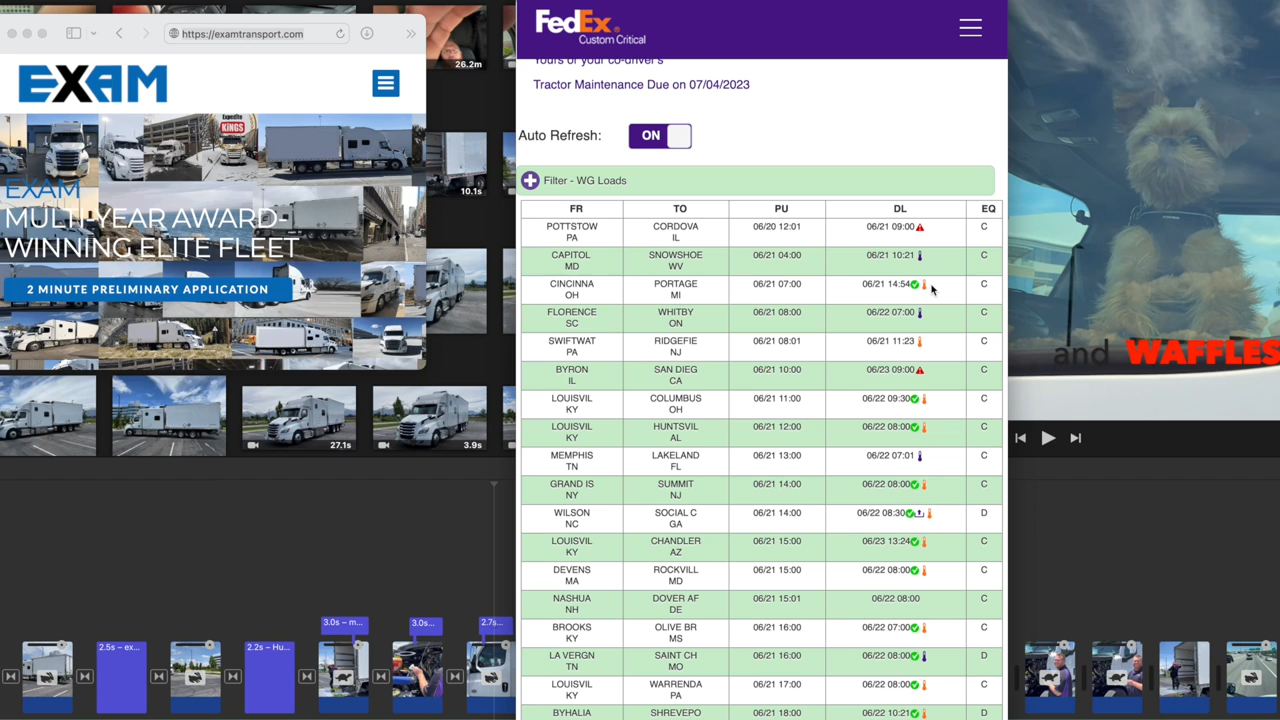 https://examtransport.com
EXAM
Expedite
KiNGS
EXAM
MULTI-YEAR AWARD-
WINNING ELITE FLEET
2 MINUTE PRELIMINARY APPLICATION
26.2m
10.1s
27.1s
3.9s
FedEx®
Custom Critical
Yours or your co-driver's
Tractor Maintenance Due on 07/04/2023
Auto Refresh: ON
Filter - WG Loads
FR TO PU DL EQ
POTTSTOW PA CORDOVA IL 06/20 12:01 06/21 09:00 C
CAPITOL MD SNOWSHOE WV 06/21 04:00 06/21 10:21 C
CINCINNA OH PORTAGE MI 06/21 07:00 06/21 14:54 C
FLORENCE SC WHITBY ON 06/21 08:00 06/22 07:00 C
SWIFTWAT PA RIDGEFIE NJ 06/21 08:01 06/21 11:23 C
BYRON IL SAN DIEG CA 06/21 10:00 06/23 09:00 C
LOUISVIL KY COLUMBUS OH 06/21 11:00 06/22 09:30 C
LOUISVIL KY HUNTSVIL AL 06/21 12:00 06/22 08:00 C
MEMPHIS TN LAKELAND FL 06/21 13:00 06/22 07:01 C
GRAND IS NY SUMMIT NJ 06/21 14:00 06/22 08:00 C
WILSON NC SOCIAL C GA 06/21 14:00 06/22 08:30 D
LOUISVIL KY CHANDLER AZ 06/21 15:00 06/23 13:24 C
DEVENS MA ROCKVILL MD 06/21 15:00 06/22 08:00 C
NASHUA NH DOVER AF DE 06/21 15:01 06/22 08:00 C
BROOKS KY OLIVE BR MS 06/21 16:00 06/22 07:00 C
LA VERGN TN SAINT CH MO 06/21 16:00 06/22 08:00 D
LOUISVIL KY WARRENDA PA 06/21 17:00 06/22 08:00 C
BYHALIA SHREVEPO 06/21 18:00 06/22 10:21 D
and WAFFLES
3.0s – m...
3.0s...
2.7s...
2.5s – ex...
2.2s – Hu...